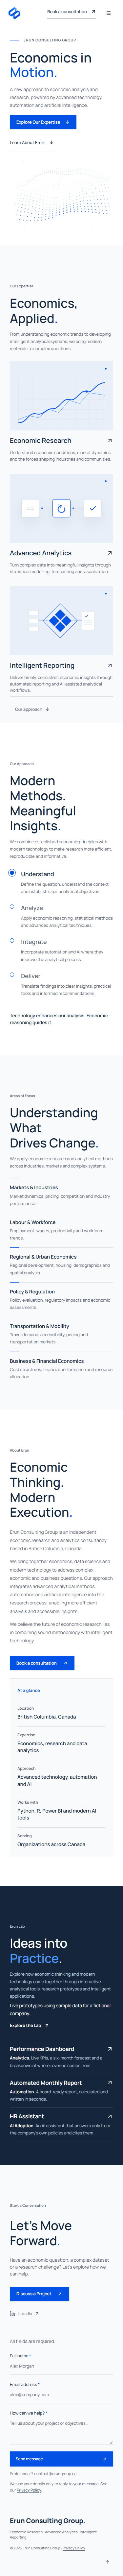 Book a consultation
ERUN CONSULTING GROUP
Economics in
Motion.
A new approach to economic analysis and
research, powered by advanced technology,
automation and artificial intelligence.
Explore Our Expertise
Learn About Erun
Our Expertise
Economics,
Applied.
From understanding economic trends to developing
intelligent analytical systems, we bring modern
methods to complex questions.
Economic Research
Understand economic conditions, market dynamics
and the forces shaping industries and communities.
Advanced Analytics
Turn complex data into meaningful insights through
statistical modelling, forecasting and visualisation.
Intelligent Reporting
Deliver timely, consistent economic insights through
automated reporting and AI-assisted analytical
workflows.
Our approach
Our Approach
Modern
Methods.
Meaningful
Insights.
We combine established economic principles with
today's technology to make research more efficient,
reproducible and informative.
Understand
Define the question, understand the context
and establish clear analytical objectives.
Analyze
Apply economic reasoning, statistical methods
and advanced analytical techniques.
Integrate
Incorporate automation and AI where they
improve the analytical process.
Deliver
Translate findings into clear insights, practical
tools and informed recommendations.
Technology enhances our analysis. Economic
reasoning guides it.
Areas of Focus
Understanding
What
Drives Change.
We apply economic research and analytical methods
across industries, markets and complex systems.
Markets & Industries
Market dynamics, pricing, competition and industry
performance.
Labour & Workforce
Employment, wages, productivity and workforce
trends.
Regional & Urban Economics
Regional development, housing, demographics and
spatial analysis.
Policy & Regulation
Policy evaluation, regulatory impacts and economic
assessments.
Transportation & Mobility
Travel demand, accessibility, pricing and
transportation markets.
Business & Financial Economics
Cost structures, financial performance and resource
allocation.
About Erun
Economic
Thinking.
Modern
Execution.
Erun Consulting Group is an independent
economic research and analytics consultancy
based in British Columbia, Canada.
We bring together economics, data science and
modern technology to examine complex
economic and business questions. Our approach
integrates advanced analytical methods,
automation and artificial intelligence into the
research process, enabling more efficient
analysis and accessible insights.
We believe the future of economic research lies
in combining sound methodology with intelligent
technology.
Book a consultation
At a glance
Location
British Columbia, Canada
Expertise
Economics, research and data
analytics
Approach
Advanced technology, automation
and AI
Works with
Python, R, Power BI and modern AI
tools
Serving
Organizations across Canada
Erun Lab
Ideas into
Practice.
Explore how economic thinking and modern
technology come together through interactive
analytical tools, research prototypes and intelligent
applications.
Live prototypes using sample data for a fictional
company.
Explore the Lab
Performance Dashboard
Analytics. Live KPIs, a six-month forecast and a
breakdown of where revenue comes from.
Automated Monthly Report
Automation. A board-ready report, calculated and
written in seconds.
HR Assistant
AI Adoption. An AI assistant that answers only from
the company's own policies and cites them.
Start a Conversation
Let's Move
Forward.
Have an economic question, a complex dataset
or a research challenge? Let's explore how we
can help.
Discuss a Project
LinkedIn
All fields are required.
Full name *
Alex Morgan
Email address *
alex@company.com
How can we help? *
Tell us about your project or objectives...
Send message
Prefer email? contact@erungroup.ca
We use your details only to reply to your message. See
our Privacy Policy.
Erun Consulting Group.
Economic Research · Advanced Analytics · Intelligent
Reporting
© 2026 Erun Consulting Group · Privacy Policy